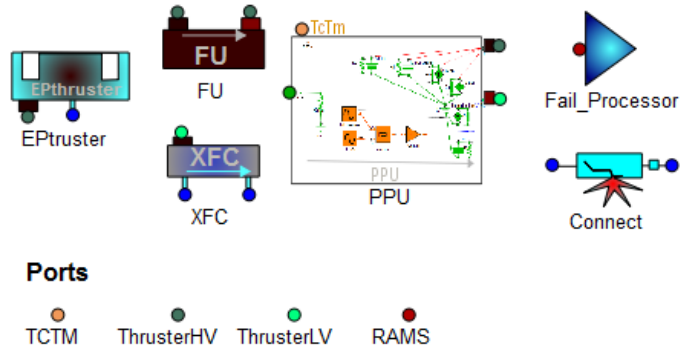 TcTm
FU
EPthruster
FU
Fail_Processor
EPtruster
XFC
PPU
PPU
XFC
Connect
Ports
TCTM ThrusterHV ThrusterLV RAMS